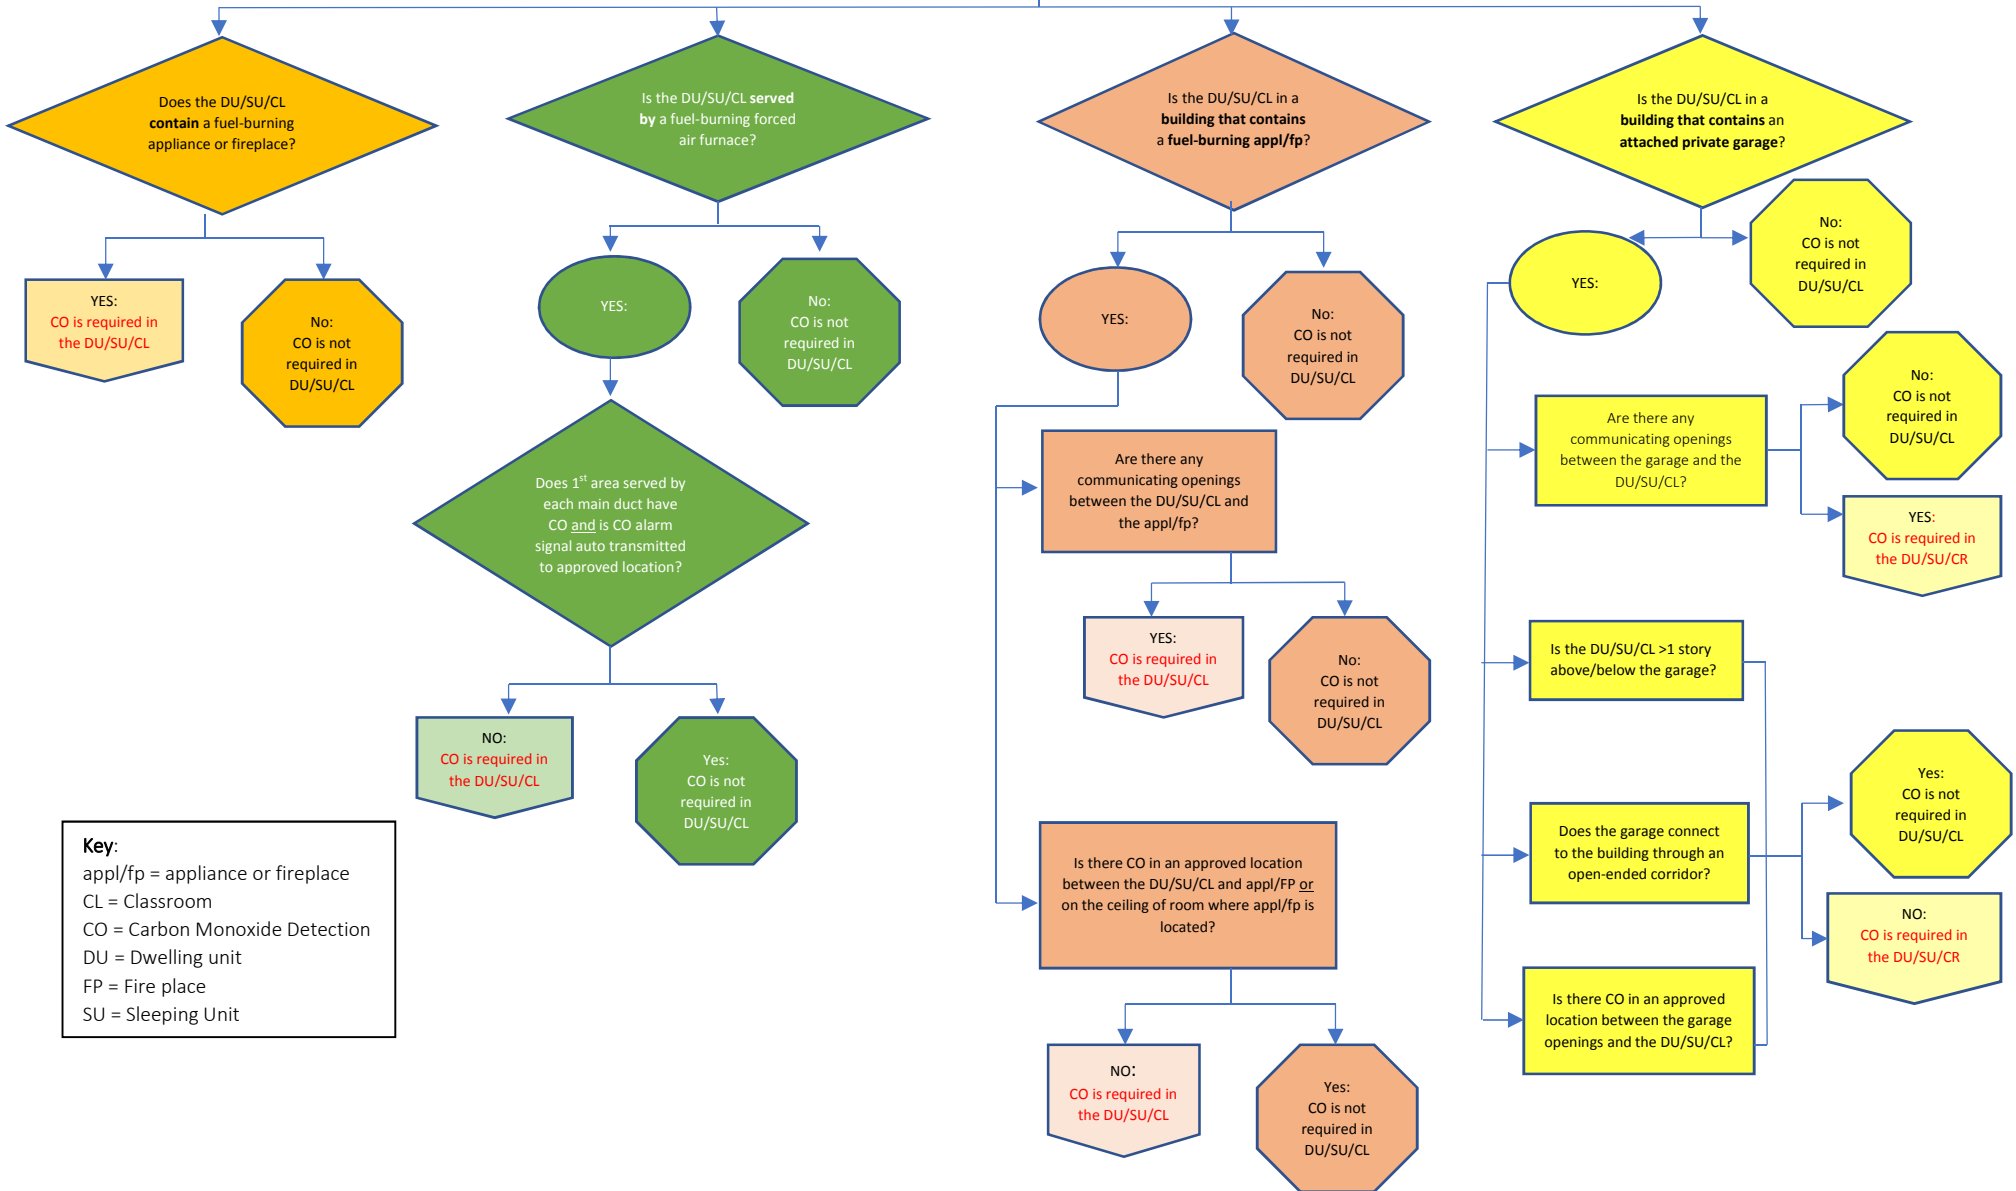 Does the DU/SU/CL
contain a fuel-burning
appliance or fireplace?
YES:
CO is required in
the DU/SU/CL
No:
CO is not
required in
DU/SU/CL
Is the DU/SU/CL served
by a fuel-burning forced
air furnace?
YES:
No:
CO is not
required in
DU/SU/CL
Does 1st area served by
each main duct have
CO and is CO alarm
signal auto transmitted
to approved location?
NO:
CO is required in
the DU/SU/CL
Yes:
CO is not
required in
DU/SU/CL
Is the DU/SU/CL in a
building that contains
a fuel-burning appl/fp?
YES:
No:
CO is not
required in
DU/SU/CL
Are there any
communicating openings
between the DU/SU/CL and
the appl/fp?
YES:
CO is required in
the DU/SU/CL
No:
CO is not
required in
DU/SU/CL
Is there CO in an approved location
between the DU/SU/CL and appl/FP or
on the ceiling of room where appl/fp is
located?
NO:
CO is required in
the DU/SU/CL
Yes:
CO is not
required in
DU/SU/CL
Is the DU/SU/CL in a
building that contains an
attached private garage?
YES:
No:
CO is not
required in
DU/SU/CL
Are there any
communicating openings
between the garage and the
DU/SU/CL?
No:
CO is not
required in
DU/SU/CL
YES:
CO is required in
the DU/SU/CR
Is the DU/SU/CL >1 story
above/below the garage?
Does the garage connect
to the building through an
open-ended corridor?
Is there CO in an approved
location between the garage
openings and the DU/SU/CL?
Yes:
CO is not
required in
DU/SU/CL
NO:
CO is required in
the DU/SU/CR
Key:
appl/fp = appliance or fireplace
CL = Classroom
CO = Carbon Monoxide Detection
DU = Dwelling unit
FP = Fire place
SU = Sleeping Unit